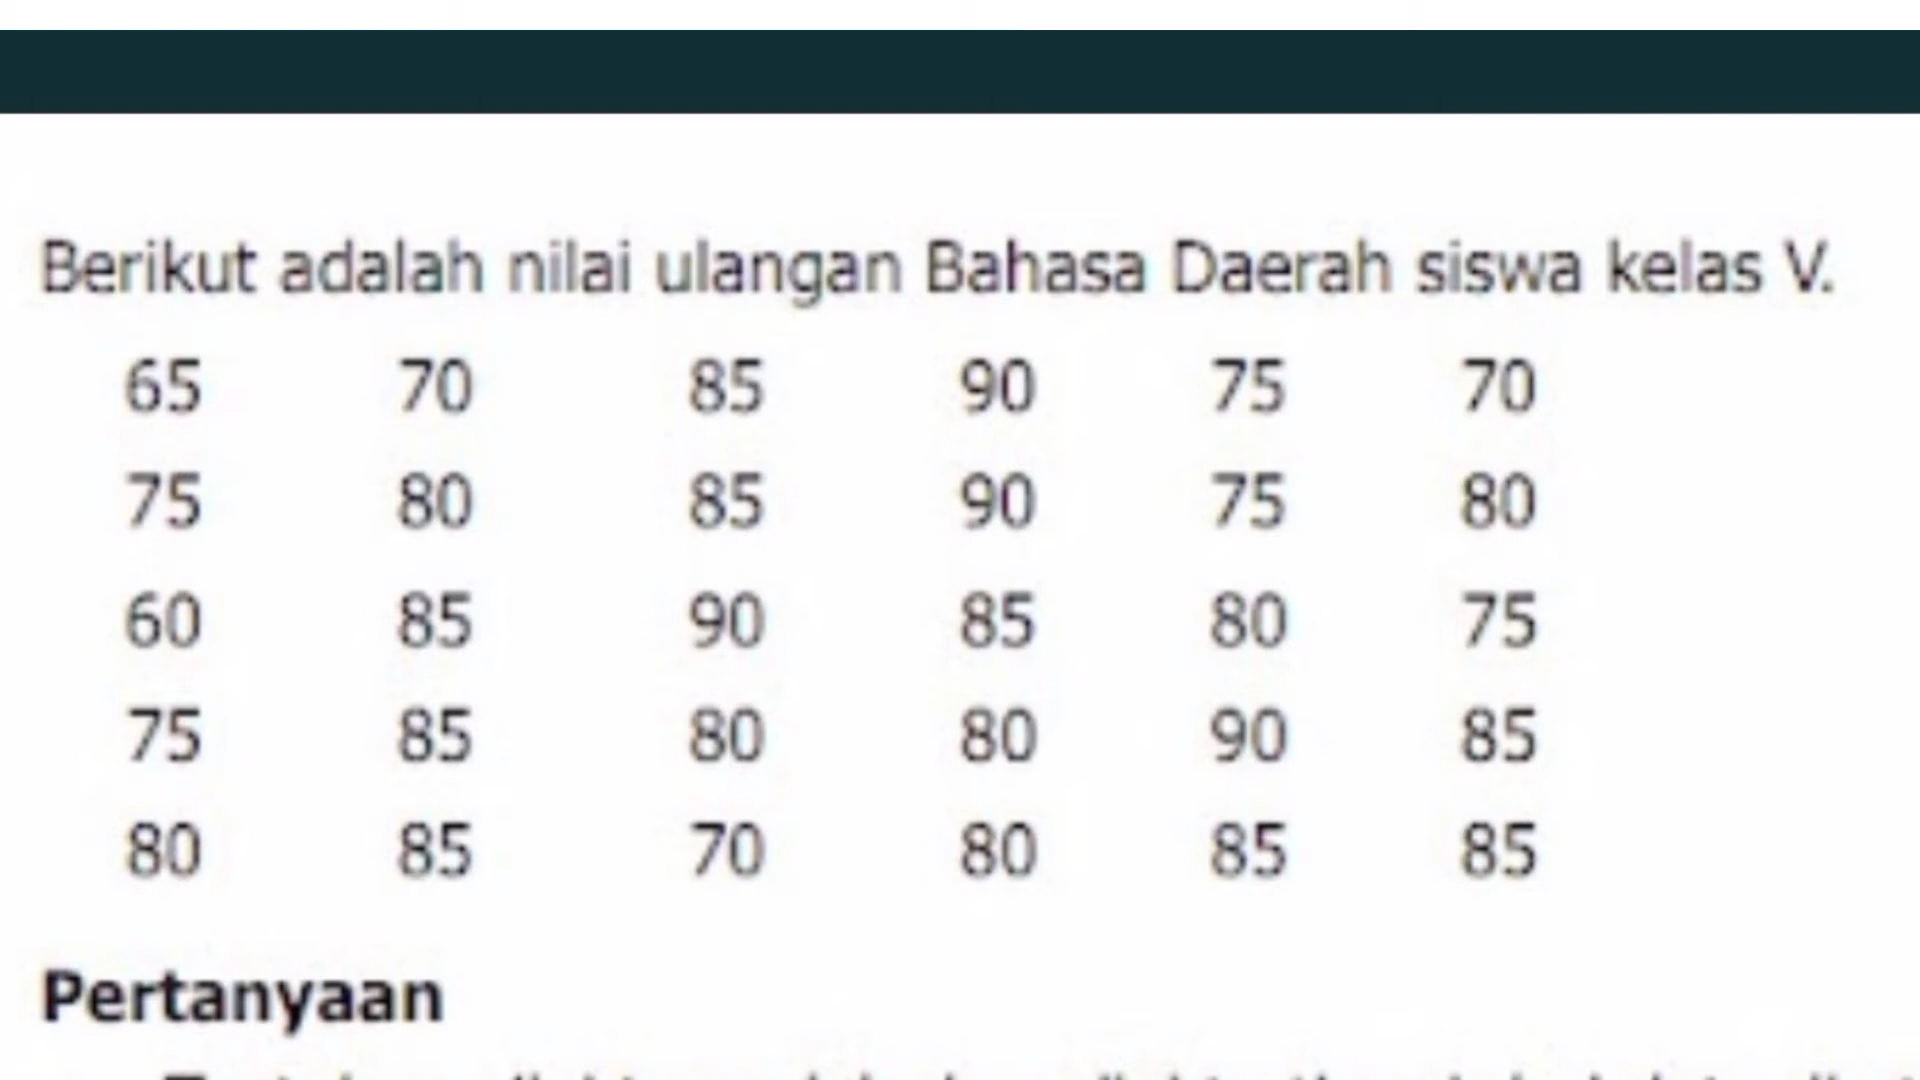 Berikut adalah nilai ulangan Bahasa Daerah siswa kelas V.
65 70 85 90 75 70
75 80 85 90 75 80
60 85 90 85 80 75
75 85 80 80 90 85
80 85 70 80 85 85
Pertanyaan